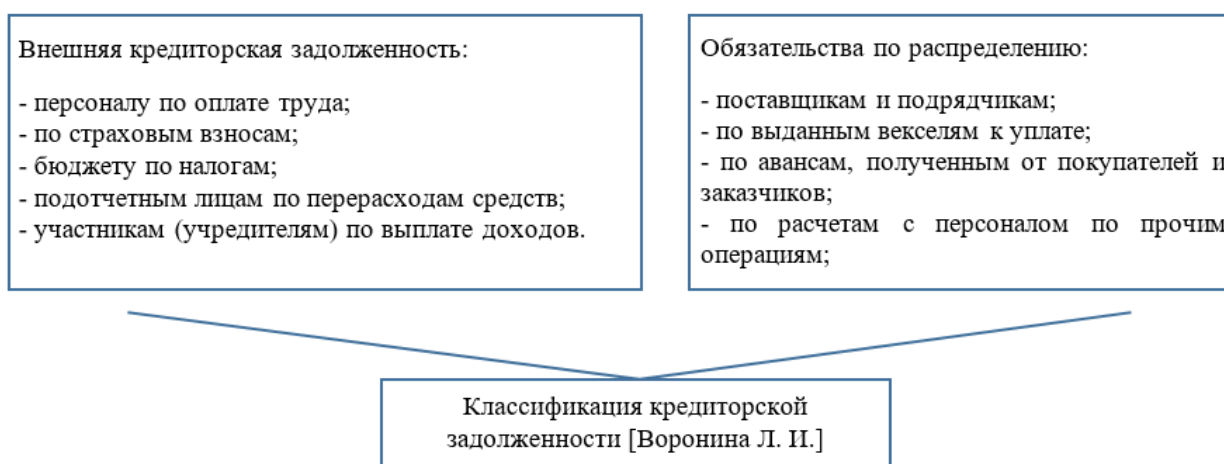 Внешняя кредиторская задолженность:
- персоналу по оплате труда;
- по страховым взносам;
- бюджету по налогам;
- подотчетным лицам по перерасходам средств;
- участникам (учредителям) по выплате доходов.
Обязательства по распределению:
- поставщикам и подрядчикам;
- по выданным векселям к уплате;
- по авансам, полученным от покупателей и
заказчиков;
- по расчетам с персоналом по прочим
операциям;
Классификация кредиторской
задолженности [Воронина Л. И.]